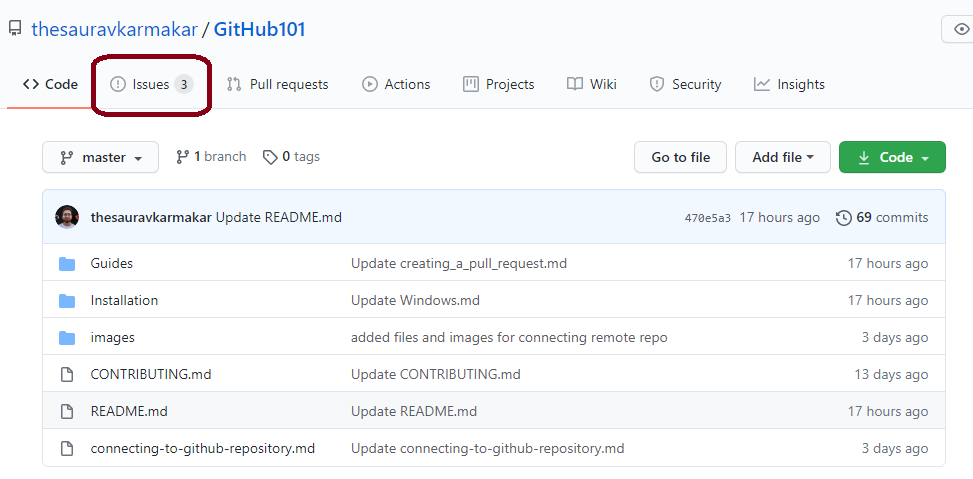 thesauravkarmakar / GitHub101
Code Issues 3 Pull requests Actions Projects Wiki Security Insights
master 1 branch 0 tags Go to file Add file Code
thesauravkarmakar Update README.md 470e5a3 17 hours ago 69 commits
Guides Update creating_a_pull_request.md 17 hours ago
Installation Update Windows.md 17 hours ago
images added files and images for connecting remote repo 3 days ago
CONTRIBUTING.md Update CONTRIBUTING.md 13 days ago
README.md Update README.md 17 hours ago
connecting-to-github-repository.md Update connecting-to-github-repository.md 3 days ago